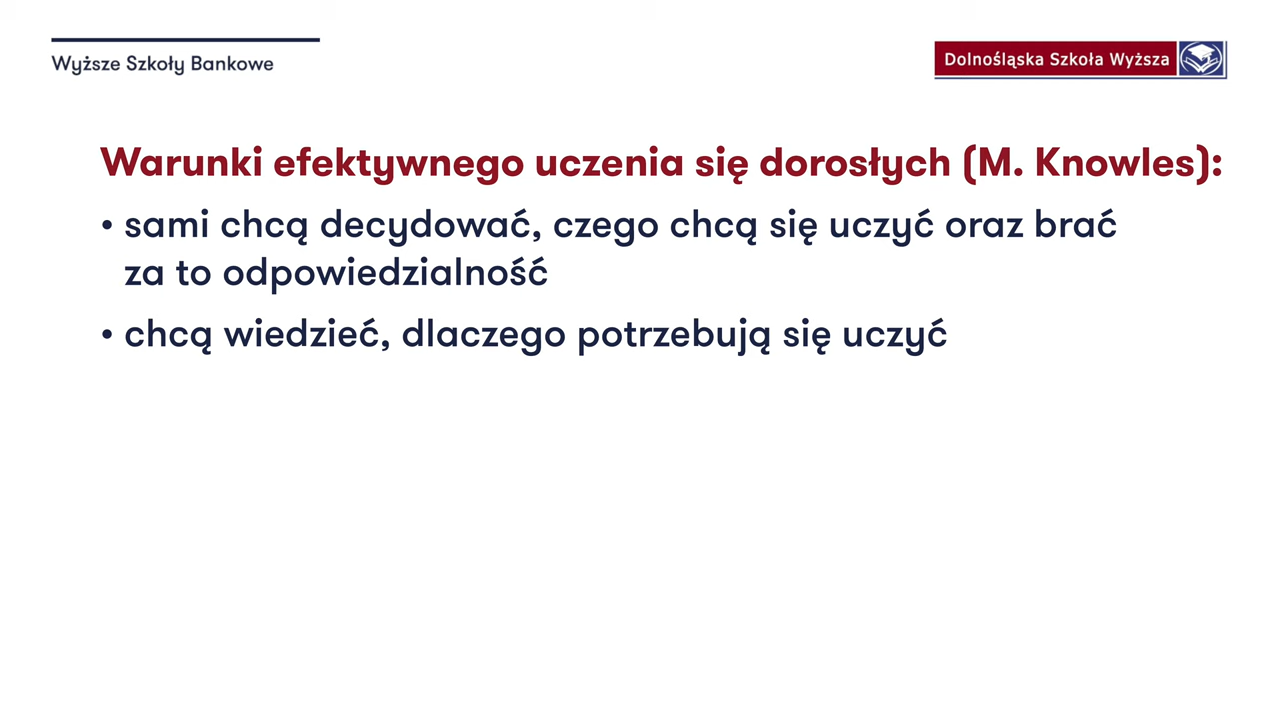 Wyższe Szkoły Bankowe
Dolnośląska Szkoła Wyższa
Warunki efektywnego uczenia się dorosłych (M. Knowles):
• sami chcą decydować, czego chcą się uczyć oraz brać
za to odpowiedzialność
• chcą wiedzieć, dlaczego potrzebują się uczyć